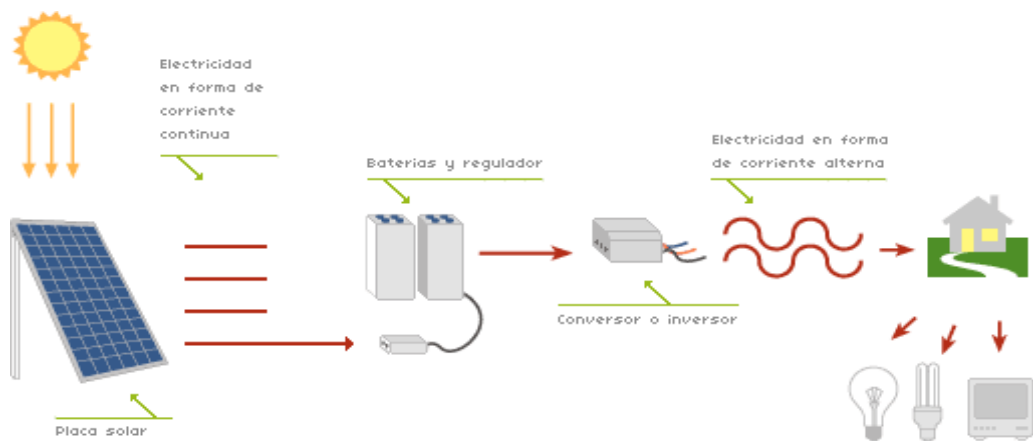 Electricidad
en forma de
corriente
continua
Baterias y regulador
Electricidad en forma
de corriente alterna
Conversor o inversor
Placa solar